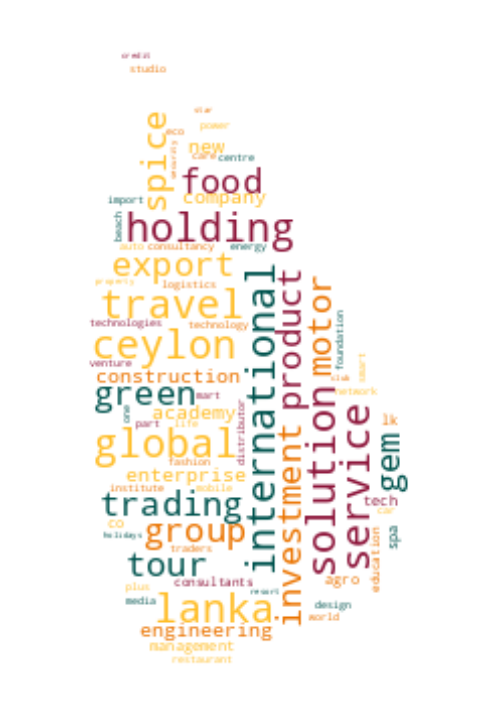 credit
studio
star
spice
eco
power
security
new
care
centre
food
import
company
beach
holding
auto
consultancy
energy
export
international
product
property
logistics
motor
travel
technologies
technology
foundation
ceylon
venture
construction
smart
club
solution
network
green
mart
one
academy
distributor
service
part
life
lk
global
investment
gem
fashion
enterprise
institute
mobile
tech
trading
co
group
car
holidays
spa
education
traders
tour
consultants
agro
plus
resort
media
lanka
design
world
engineering
management
restaurant